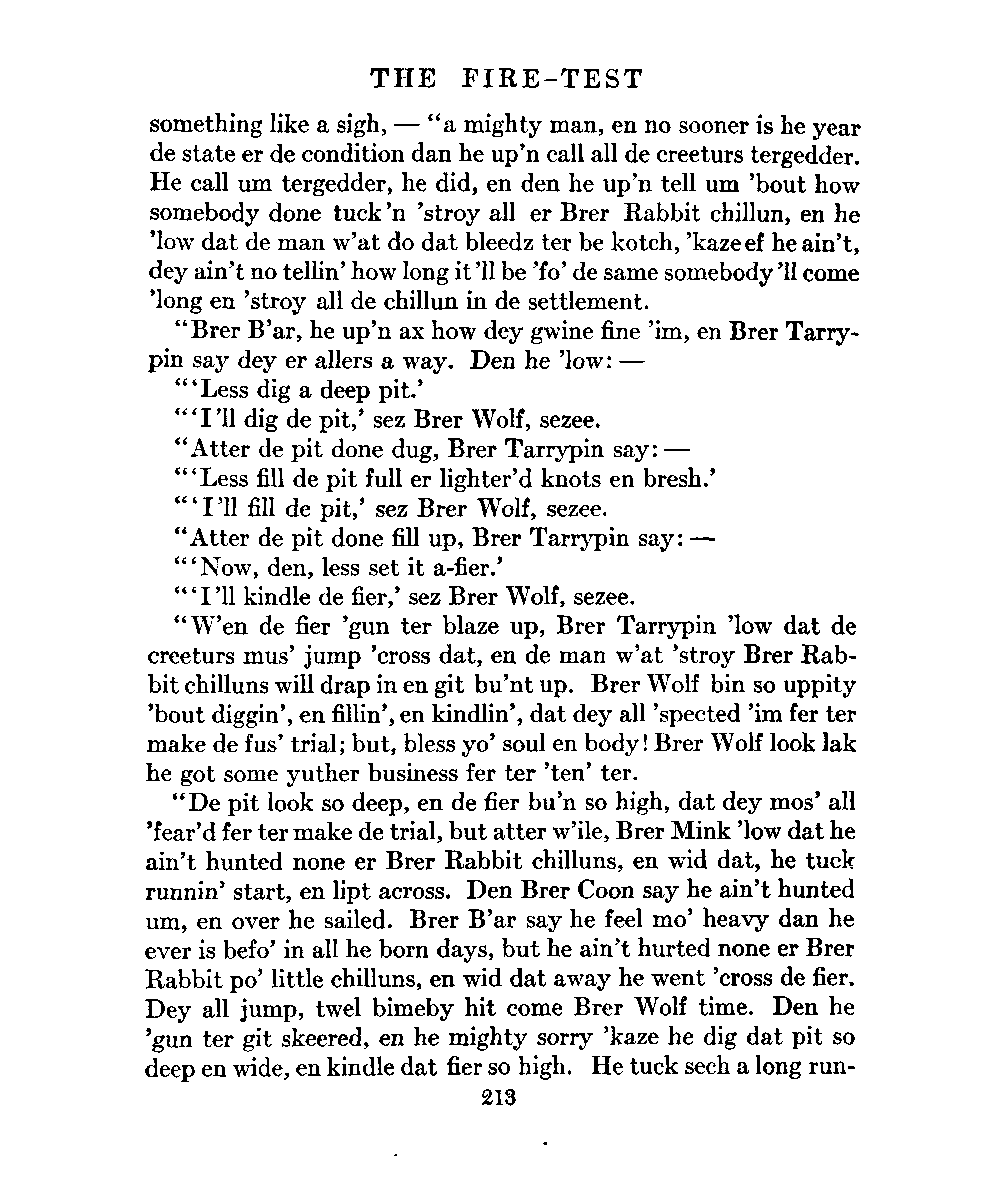 THE FIRE-TEST
something like a sigh, — “a mighty man, en no sooner is he year
de state er de condition dan he up’n call all de creeturs tergedder.
He call um tergedder, he did, en den he up’n tell um ’bout how
somebody done tuck’n ’stroy all er Brer Rabbit chillun, en he
’low dat de man w’at do dat bleedz ter be kotch, ’kaze ef he ain’t,
dey ain’t no tellin’ how long it ’ll be ’fo’ de same somebody ’ll come
’long en ’stroy all de chillun in de settlement.
“Brer B’ar, he up’n ax how dey gwine fine ’im, en Brer Tarry-
pin say dey er allers a way. Den he ’low: —
“‘Less dig a deep pit.’
“‘I ’ll dig de pit,’ sez Brer Wolf, sezee.
“Atter de pit done dug, Brer Tarrypin say: —
“‘Less fill de pit full er lighter’d knots en bresh.’
“‘I ’ll fill de pit,’ sez Brer Wolf, sezee.
“Atter de pit done fill up, Brer Tarrypin say: —
“‘Now, den, less set it a-fier.’
“‘I ’ll kindle de fier,’ sez Brer Wolf, sezee.
“W’en de fier ’gun ter blaze up, Brer Tarrypin ’low dat de
creeturs mus’ jump ’cross dat, en de man w’at ’stroy Brer Rab-
bit chilluns will drap in en git bu’nt up. Brer Wolf bin so uppity
’bout diggin’, en fillin’, en kindlin’, dat dey all ’spected ’im fer ter
make de fus’ trial; but, bless yo’ soul en body! Brer Wolf look lak
he got some yuther business fer ter ’ten’ ter.
“De pit look so deep, en de fier bu’n so high, dat dey mos’ all
’fear’d fer ter make de trial, but atter w’ile, Brer Mink ’low dat he
ain’t hunted none er Brer Rabbit chilluns, en wid dat, he tuck
runnin’ start, en lipt across. Den Brer Coon say he ain’t hunted
um, en over he sailed. Brer B’ar say he feel mo’ heavy dan he
ever is befo’ in all he born days, but he ain’t hurted none er Brer
Rabbit po’ little chilluns, en wid dat away he went ’cross de fier.
Dey all jump, twel bimeby hit come Brer Wolf time. Den he
’gun ter git skeered, en he mighty sorry ’kaze he dig dat pit so
deep en wide, en kindle dat fier so high. He tuck sech a long run-
213